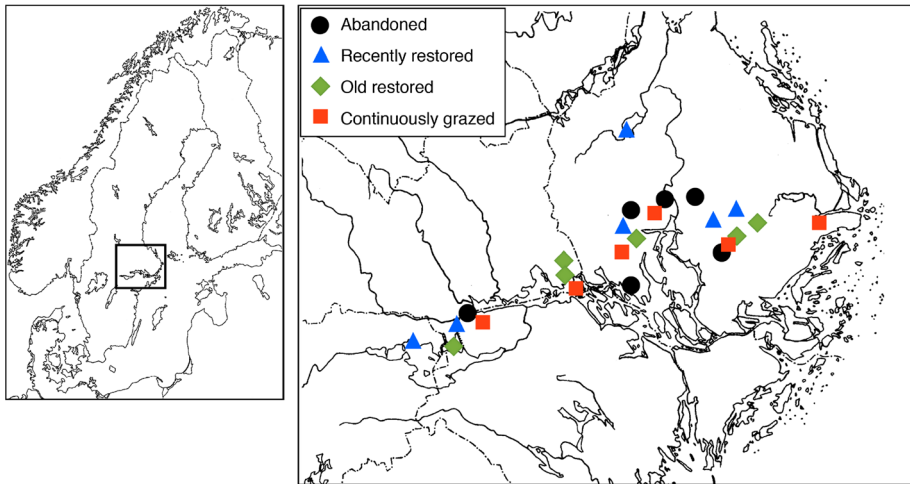 Abandoned
Recently restored
Old restored
Continuously grazed